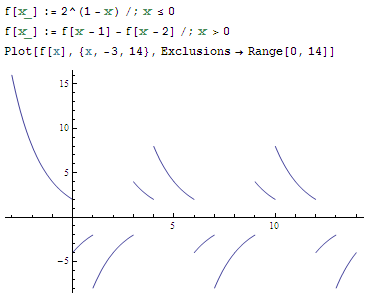 f[x_] := 2^(1 - x) /; x ≤ 0
f[x_] := f[x - 1] - f[x - 2] /; x > 0
Plot[f[x], {x, -3, 14}, Exclusions → Range[0, 14]]
15
10
5
5
10
-5